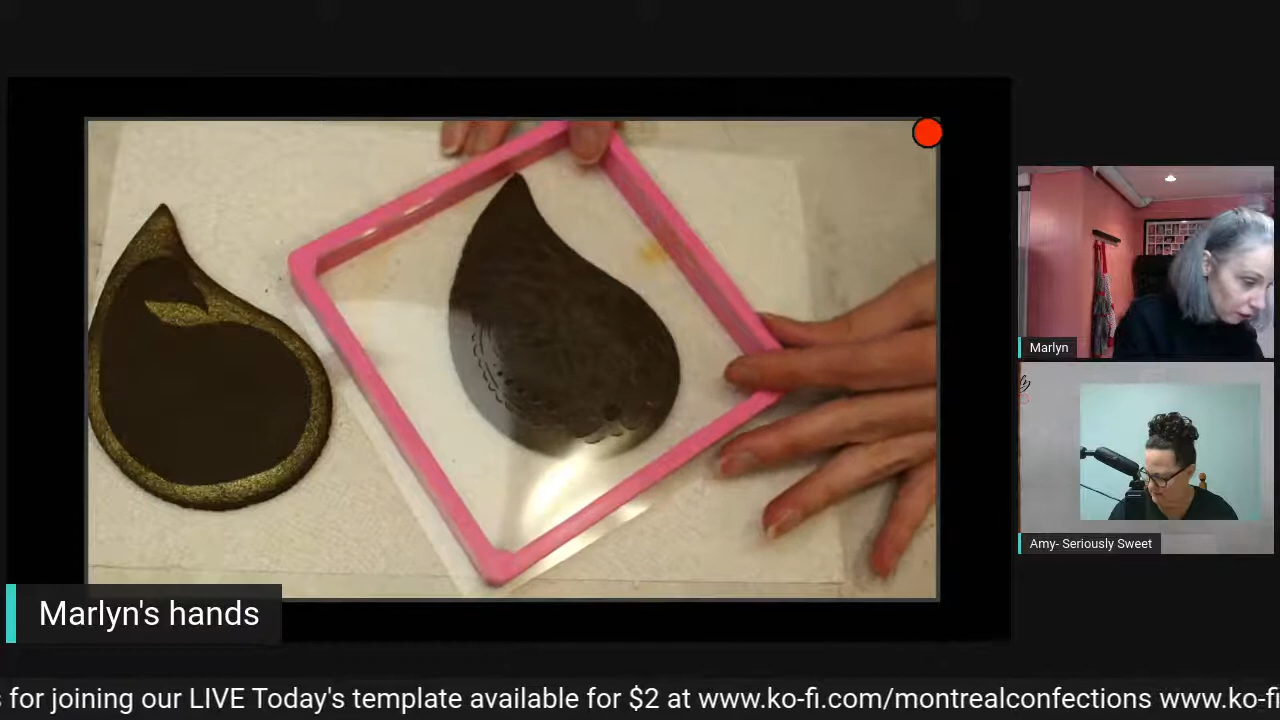 Marlyn
Amy- Seriously Sweet
Marlyn's hands
s for joining our LIVE Today's template available for $2 at www.ko-fi.com/montrealconfections www.ko-fi